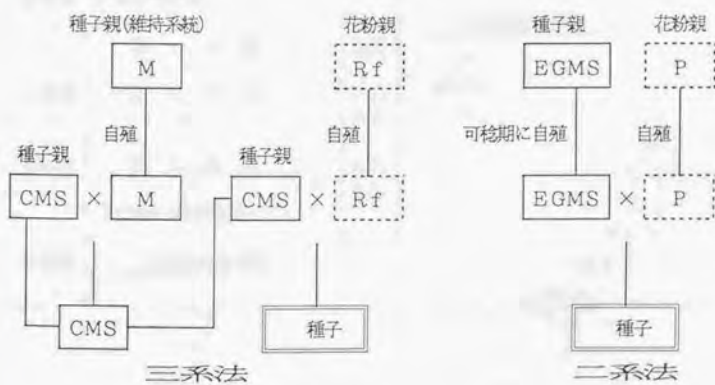 種子親(維持系統)
花粉親
種子親
花粉親
M
Rf
EGMS
P
自殖
自殖
可稔期に自殖
自殖
種子親
種子親
CMS × M
CMS × Rf
EGMS × P
CMS
種子
種子
三系法
二系法